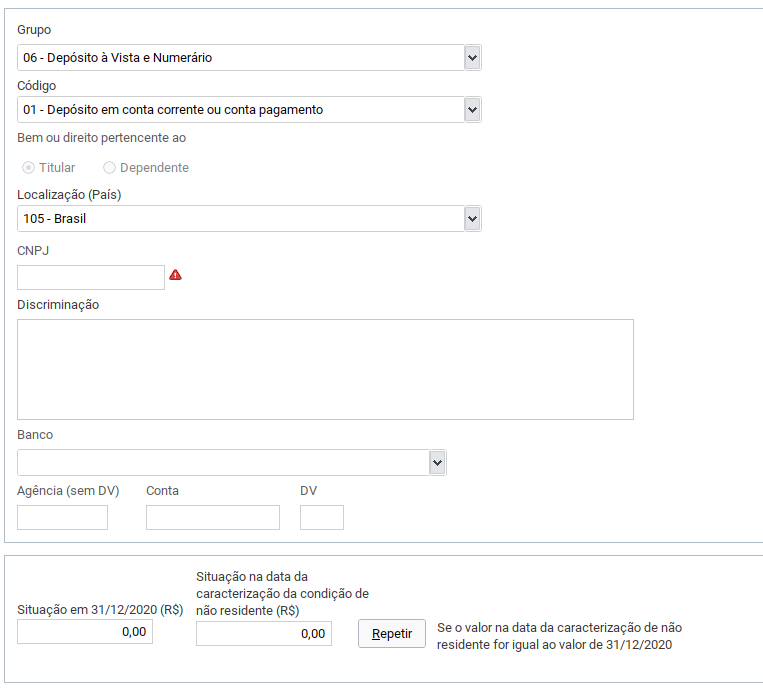 Grupo
06 - Depósito à Vista e Numerário
Código
01 - Depósito em conta corrente ou conta pagamento
Bem ou direito pertencente ao
Titular Dependente
Localização (País)
105 - Brasil
CNPJ
Discriminação
Banco
Agência (sem DV) Conta DV
Situação em 31/12/2020 (R$)
0,00
Situação na data da
caracterização da condição de
não residente (R$)
0,00
Repetir
Se o valor na data da caracterização de não
residente for igual ao valor de 31/12/2020